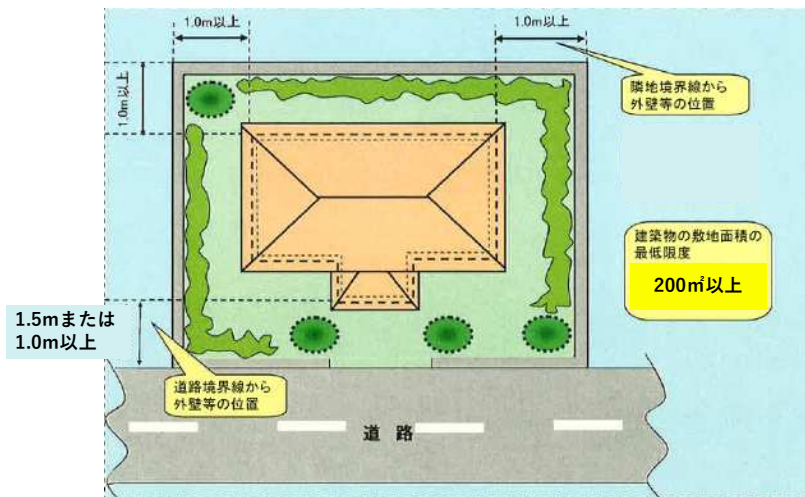 1.0m以上
1.0m以上
1.0m以上
隣地境界線から
外壁等の位置
建築物の敷地面積の
最低限度
200㎡以上
1.5mまたは
1.0m以上
道路境界線から
外壁等の位置
道 路